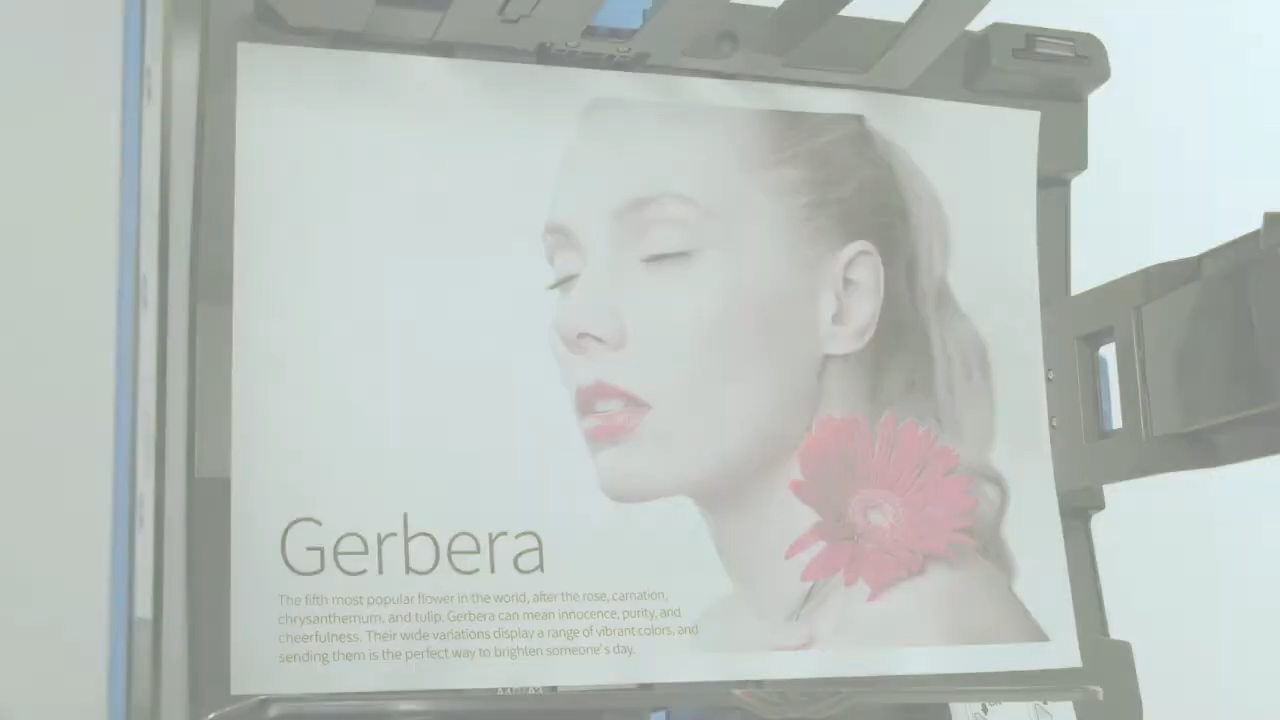 Gerbera
The fifth most popular flower in the world, after the rose, carnation,
chrysanthemum, and tulip. Gerbera can mean innocence, purity, and
cheerfulness. Their wide variations display a range of vibrant colors, and
sending them is the perfect way to brighten someone's day.